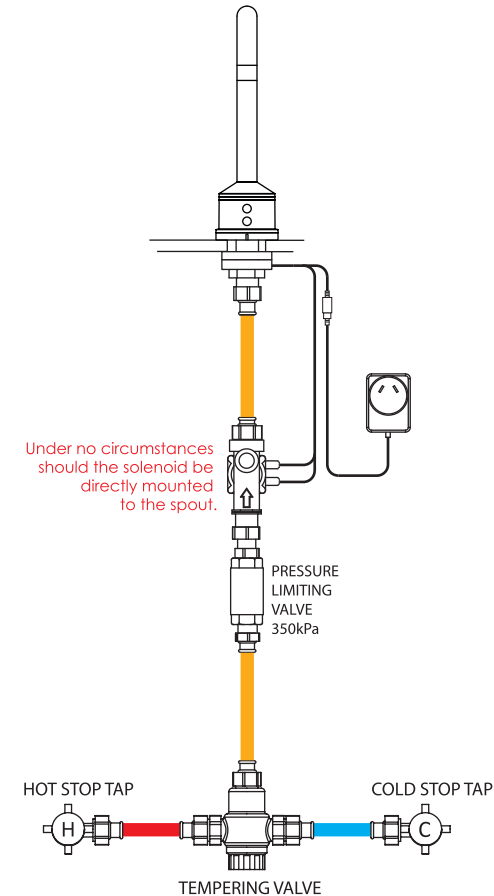 Under no circumstances
should the solenoid be
directly mounted
to the spout.
PRESSURE
LIMITING
VALVE
350kPa
HOT STOP TAP
COLD STOP TAP
H
C
TEMPERING VALVE